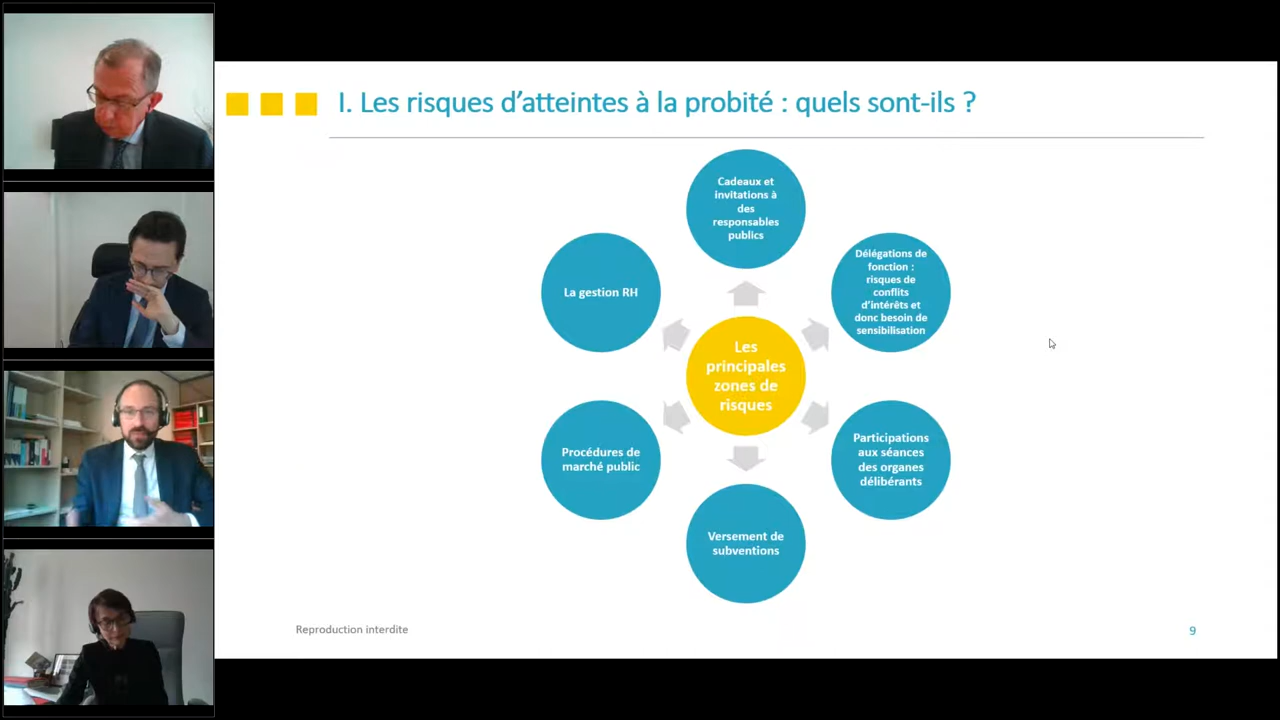 I. Les risques d’atteintes à la probité : quels sont-ils ?
Cadeaux et
invitations à
des
responsables
publics
Délégations de
fonction :
risques de
conflits
d’intérêts et
donc besoin de
sensibilisation
Participations
aux séances
des organes
délibérants
Versement de
subventions
Procédures de
marché public
La gestion RH
Les
principales
zones de
risques
Reproduction interdite
9